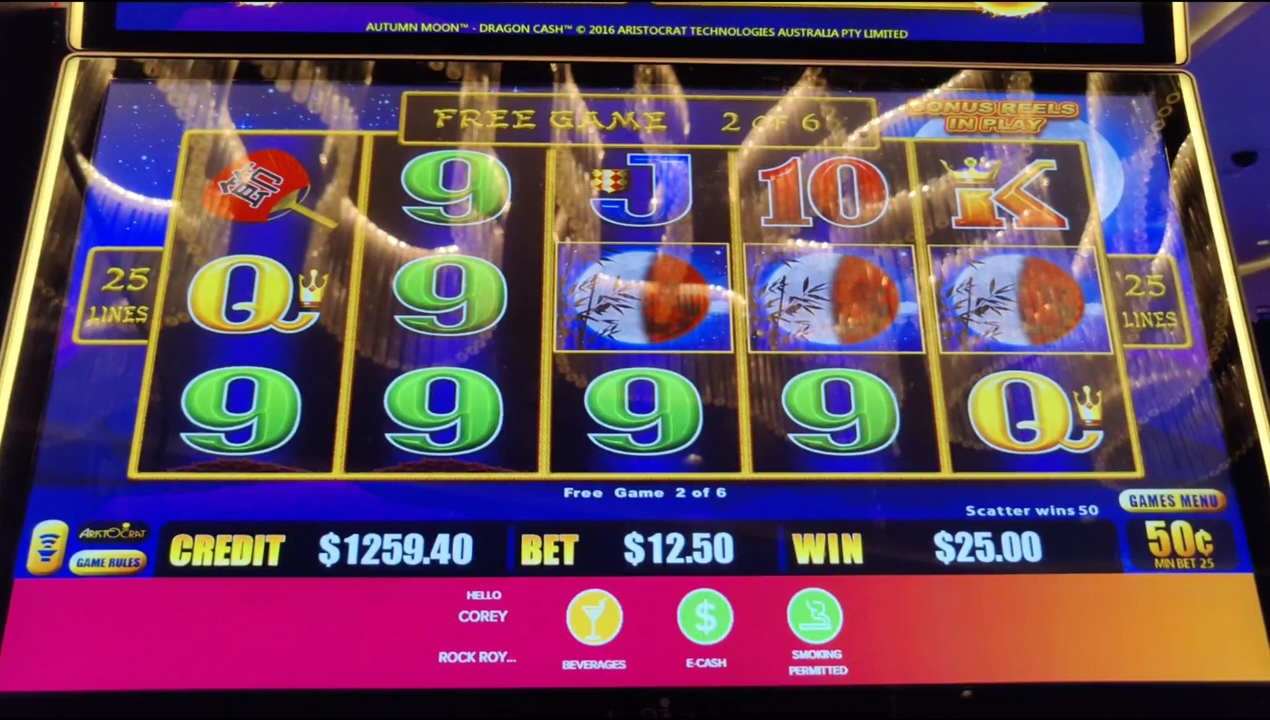 AUTUMN MOON™ - DRAGON CASH™ © 2016 ARISTOCRAT TECHNOLOGIES AUSTRALIA PTY LIMITED
FREE GAME 2 OF 6
BONUS REELS
IN PLAY
福 9 J 10 K
25
LINES
Q 9
25
LINES
9 9 9 9 Q
Free Game 2 of 6
Scatter wins 50
GAMES MENU
ARISTOCRAT
GAME RULES
CREDIT $1259.40 BET $12.50 WIN $25.00
50¢
MIN BET 25
HELLO
COREY
ROCK ROY...
BEVERAGES
E-CASH
SMOKING
PERMITTED